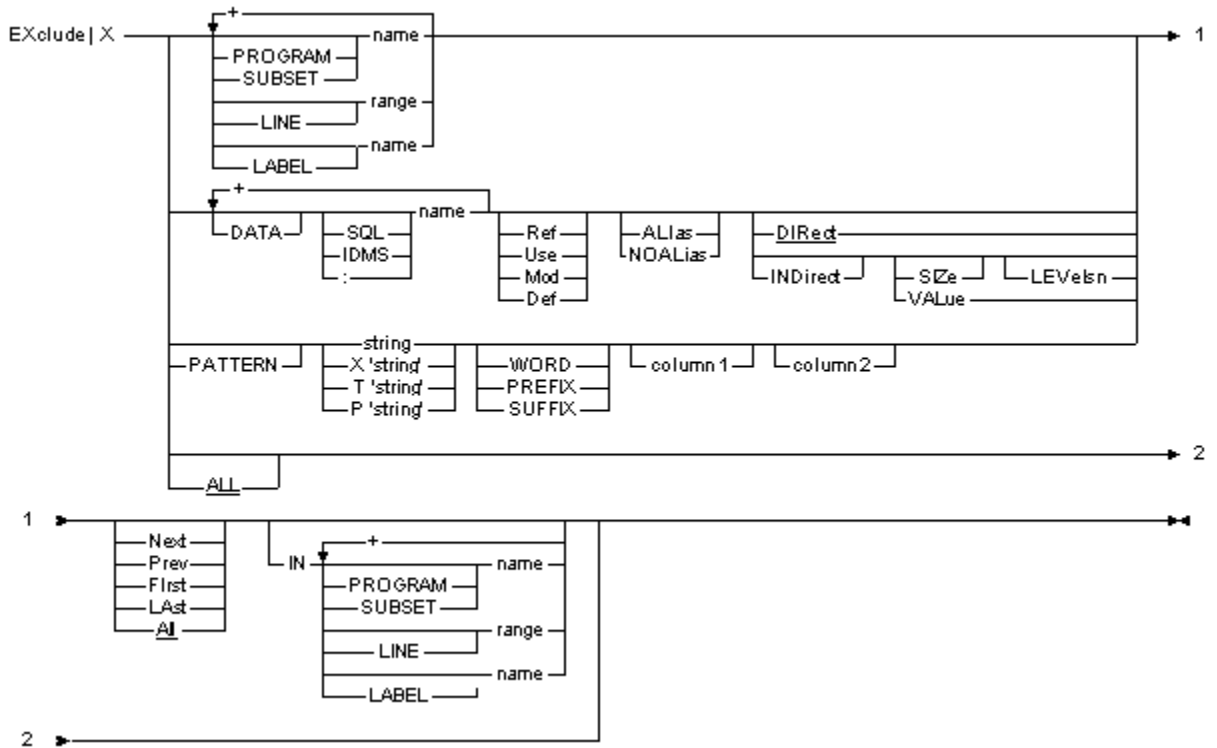 +
EXclude | X name 1
PROGRAM
SUBSET
range
LINE
name
LABEL
+
name
DATA SQL Ref ALIas DIRect
IDMS Use NOALias
: Mod INDirect SIZe LEVelsn
Def VALue
string
PATTERN X 'string' WORD column1 column2
T 'string' PREFIX
P 'string' SUFFIX
2
ALL
1
Next +
Prev IN name
FIrst PROGRAM
LAst SUBSET
All range
LINE
name
LABEL
2